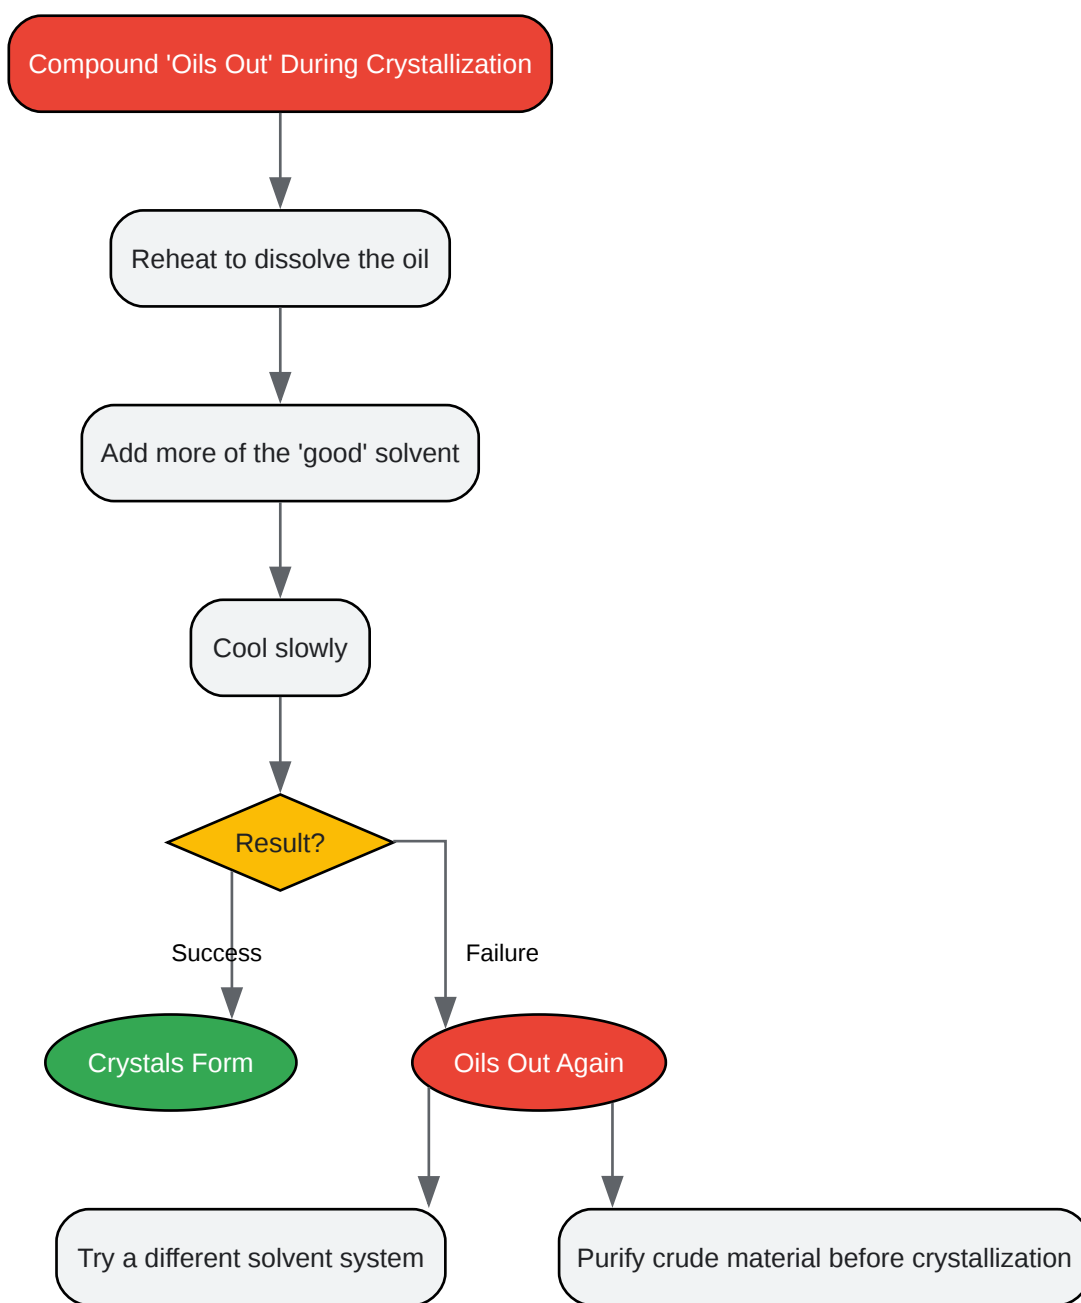 Compound 'Oils Out' During Crystallization
Reheat to dissolve the oil
Add more of the 'good' solvent
Cool slowly
Result?
Success
Failure
Crystals Form
Oils Out Again
Try a different solvent system
Purify crude material before crystallization